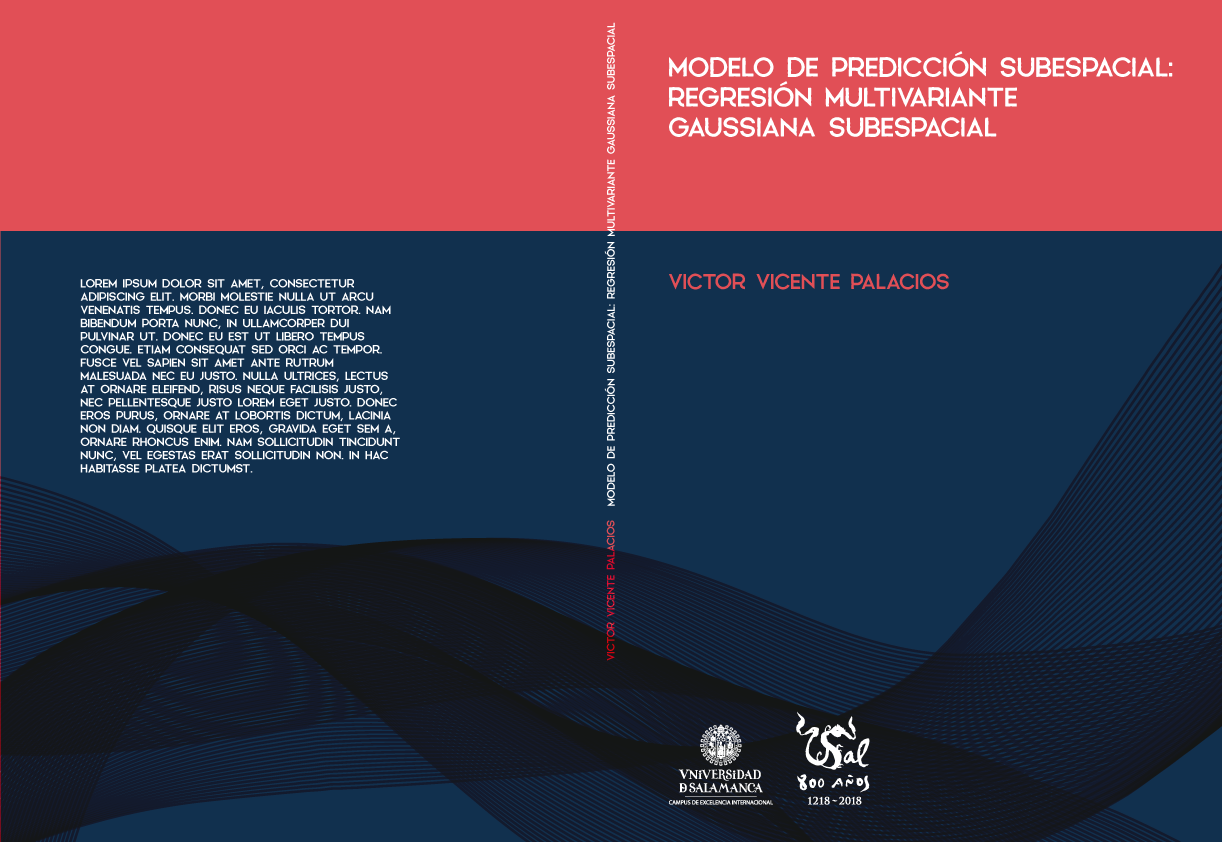 LOREM IPSUM DOLOR SIT AMET, CONSECTETUR
ADIPISCING ELIT. MORBI MOLESTIE NULLA UT ARCU
VENENATIS TEMPUS. DONEC EU IACULIS TORTOR. NAM
BIBENDUM PORTA NUNC, IN ULLAMCORPER DUI
PULVINAR UT. DONEC EU EST UT LIBERO TEMPUS
CONGUE. ETIAM CONSEQUAT SED ORCI AC TEMPOR.
FUSCE VEL SAPIEN SIT AMET ANTE RUTRUM
MALESUADA NEC EU JUSTO. NULLA ULTRICES, LECTUS
AT ORNARE ELEIFEND, RISUS NEQUE FACILISIS JUSTO,
NEC PELLENTESQUE JUSTO LOREM EGET JUSTO. DONEC
EROS PURUS, ORNARE AT LOBORTIS DICTUM, LACINIA
NON DIAM. QUISQUE ELIT EROS, GRAVIDA EGET SEM A,
ORNARE RHONCUS ENIM. NAM SOLLICITUDIN TINCIDUNT
NUNC, VEL EGESTAS ERAT SOLLICITUDIN NON. IN HAC
HABITASSE PLATEA DICTUMST.
VICTOR VICENTE PALACIOS MODELO DE PREDICCIÓN SUBESPACIAL: REGRESIÓN MULTIVARIANTE GAUSSIANA SUBESPACIAL
MODELO DE PREDICCIÓN SUBESPACIAL:
REGRESIÓN MULTIVARIANTE
GAUSSIANA SUBESPACIAL
VICTOR VICENTE PALACIOS
VNIVERSIDAD
D SALAMANCA
CAMPUS DE EXCELENCIA INTERNACIONAL
USal
800 AÑOS
1218 ~ 2018